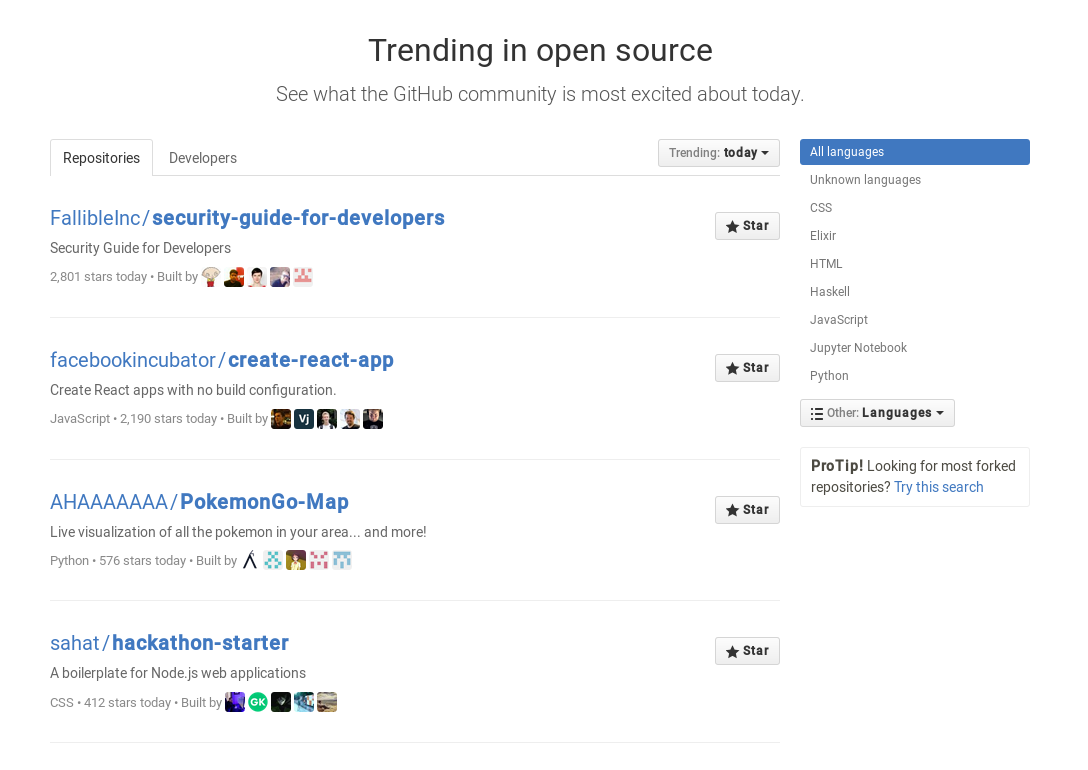 Trending in open source
See what the GitHub community is most excited about today.
Repositories
Developers
Trending: today
FallibleInc/security-guide-for-developers
Star
Security Guide for Developers
2,801 stars today • Built by
facebookincubator/create-react-app
Star
Create React apps with no build configuration.
JavaScript • 2,190 stars today • Built by
Vj
AHAAAAAAA/PokemonGo-Map
Star
Live visualization of all the pokemon in your area... and more!
Python • 576 stars today • Built by
sahat/hackathon-starter
Star
A boilerplate for Node.js web applications
CSS • 412 stars today • Built by
GK
All languages
Unknown languages
CSS
Elixir
HTML
Haskell
JavaScript
Jupyter Notebook
Python
Other: Languages
ProTip! Looking for most forked
repositories? Try this search